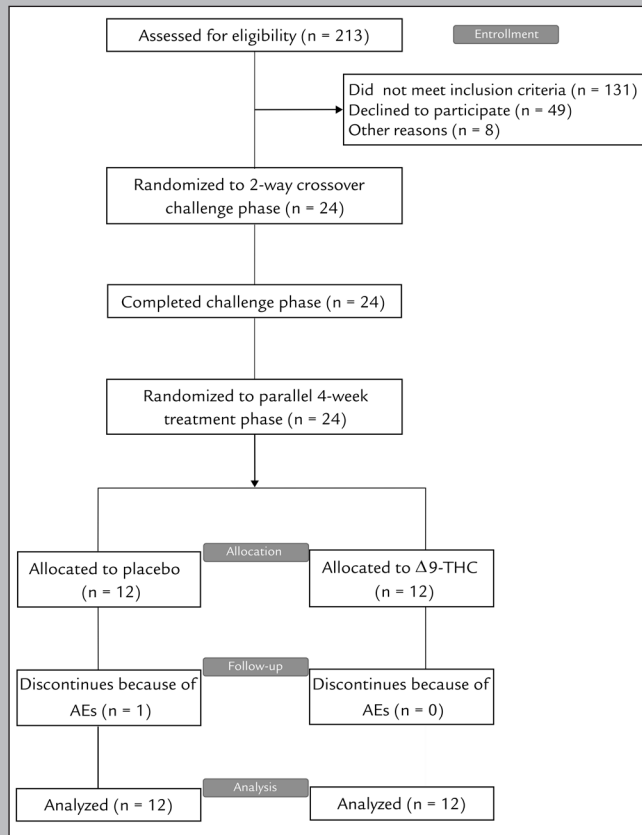 Assessed for eligibility (n = 213)
Entrollment
Did not meet inclusion criteria (n = 131)
Declined to participate (n = 49)
Other reasons (n = 8)
Randomized to 2-way crossover
challenge phase (n = 24)
Completed challenge phase (n = 24)
Randomized to parallel 4-week
treatment phase (n = 24)
Allocation
Allocated to placebo
(n = 12)
Allocated to Δ9-THC
(n = 12)
Follow-up
Discontinues because of
AEs (n = 1)
Discontinues because of
AEs (n = 0)
Analysis
Analyzed (n = 12)
Analyzed (n = 12)